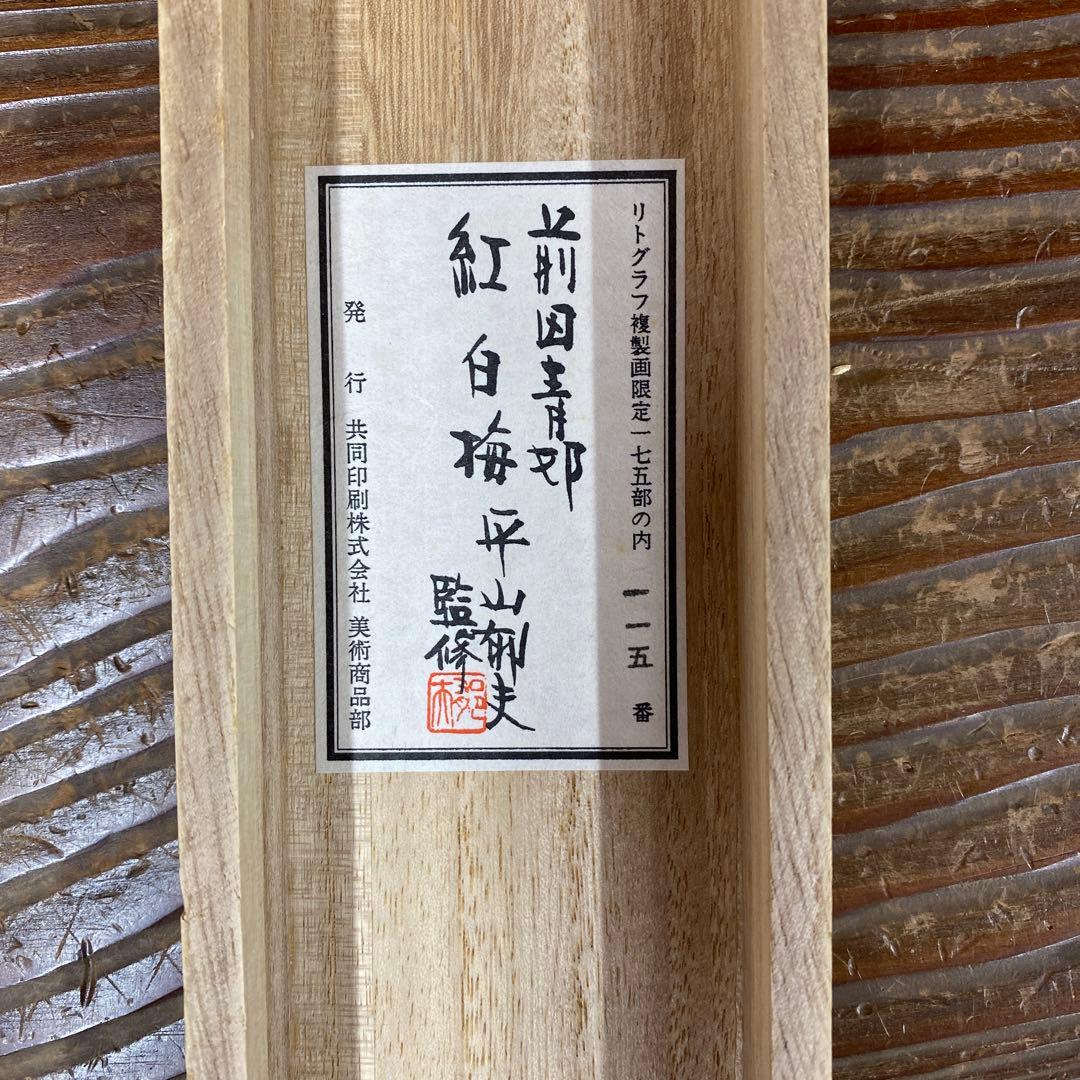 リトグラフ複製画限定一七五部の内 一一五 番
前田青邨
紅白梅
平山郁夫
監修
発行 共同印刷株式会社 美術商品部